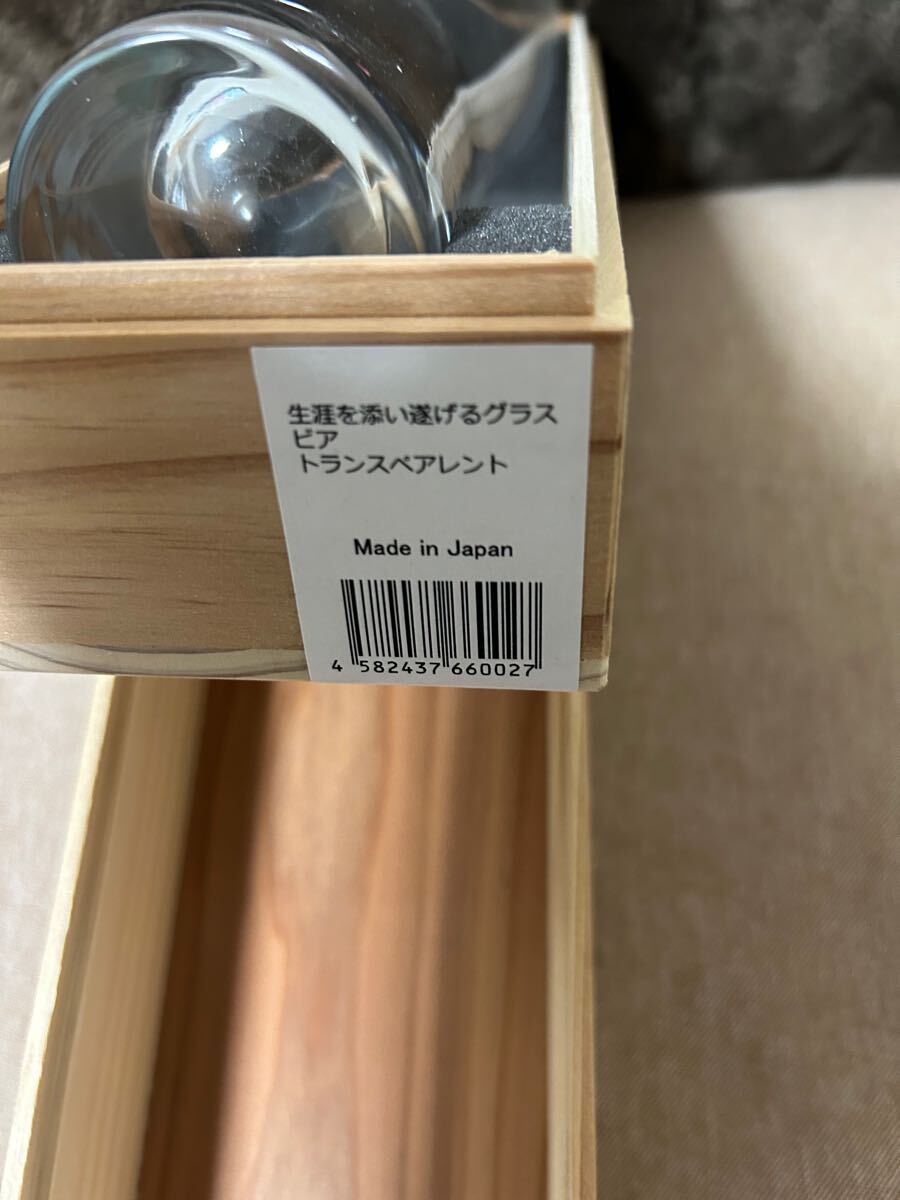 生涯を添い遂げるグラス
ビア
トランスペアレント
Made in Japan
4 582437 660027